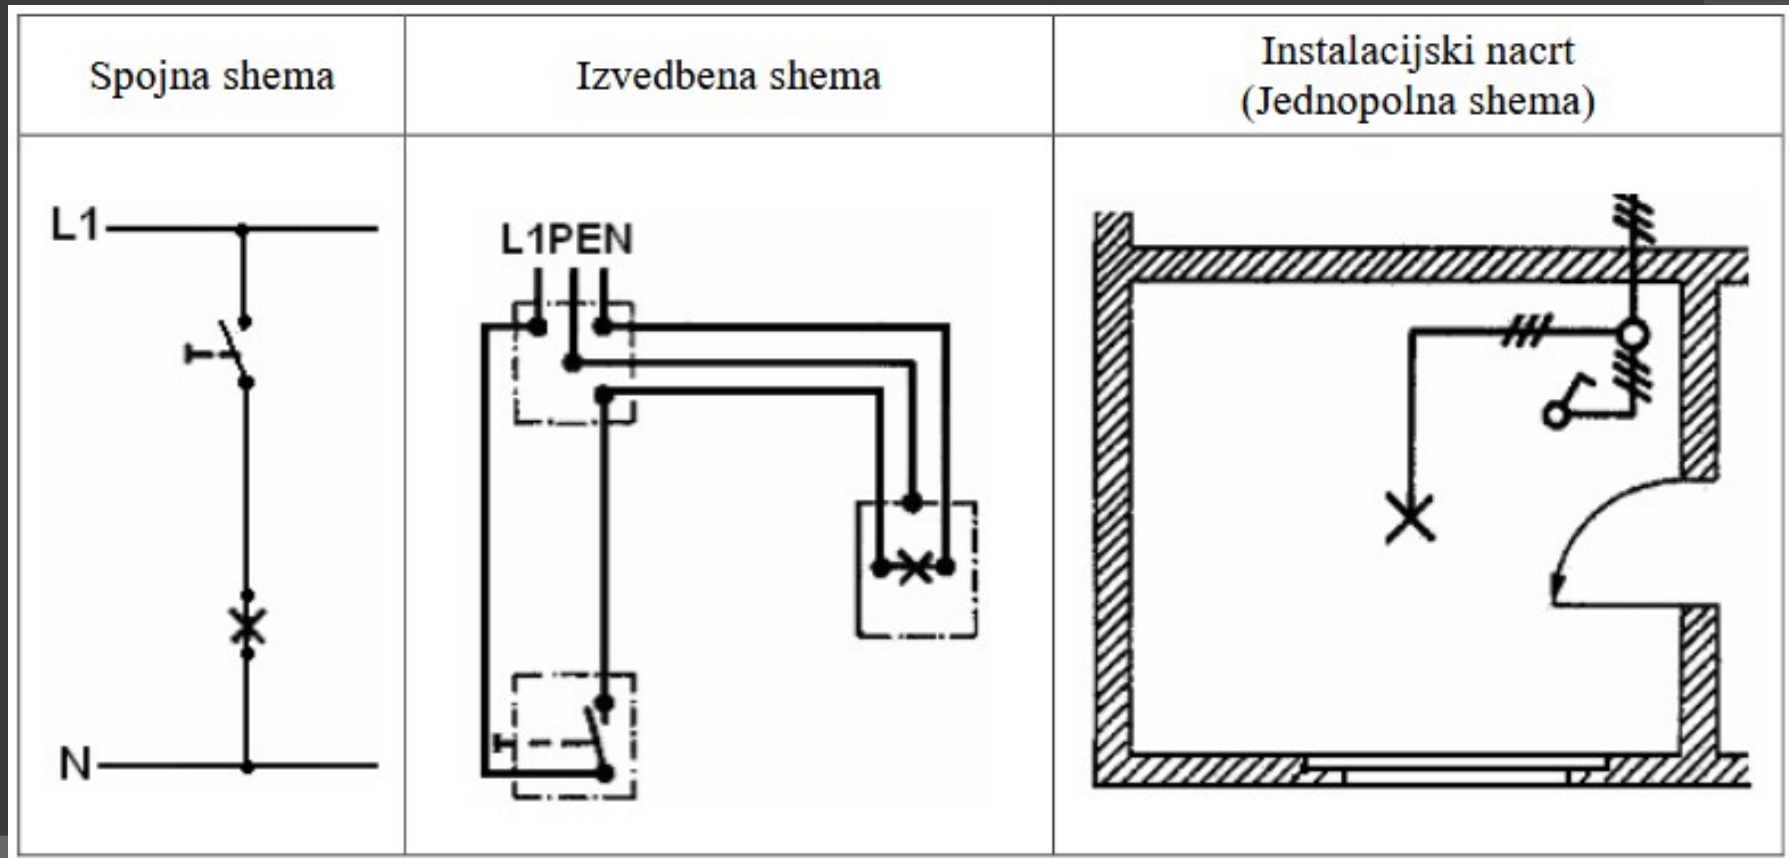 Spojna shema
Izvedbena shema
Instalacijski nacrt
(Jednopolna shema)
L1
N
L1PEN